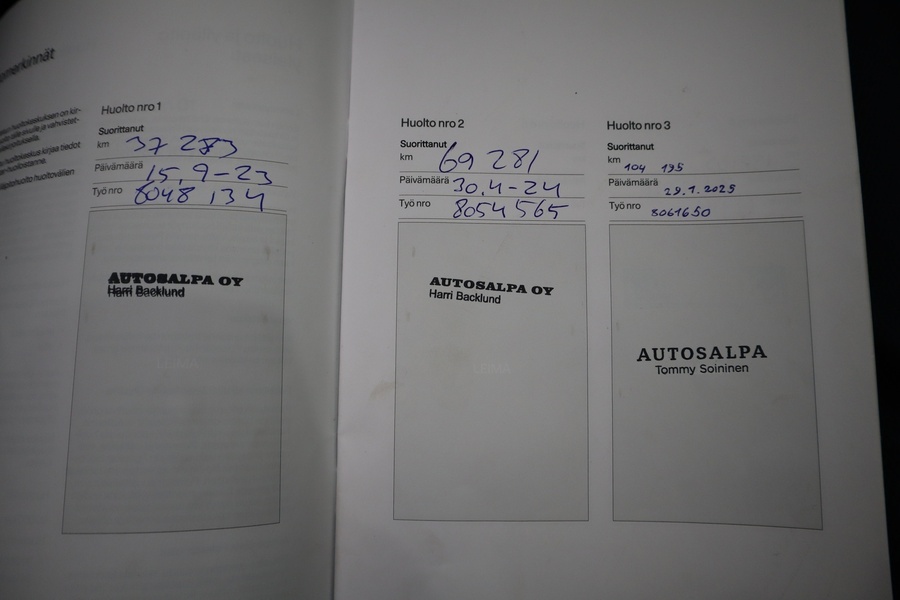 Huolto nro 1
Suorittanut
km 37 283
Päivämäärä 15.9-23
Työ nro 8048 134
AUTOSALPA OY
Harri Backlund
Huolto nro 2
Suorittanut
km 69 281
Päivämäärä 30.4-24
Työ nro 8054 565
AUTOSALPA OY
Harri Backlund
Huolto nro 3
Suorittanut
km 104 195
Päivämäärä 29.1.2025
Työ nro 8061650
AUTOSALPA
Tommy Soininen